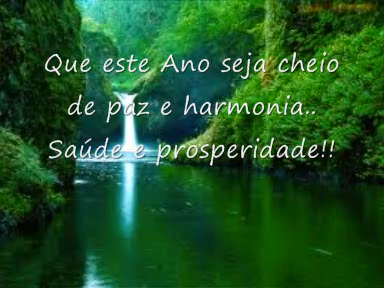 Que este Ano seja cheio
de paz e harmonia..
Saúde e prosperidade!!